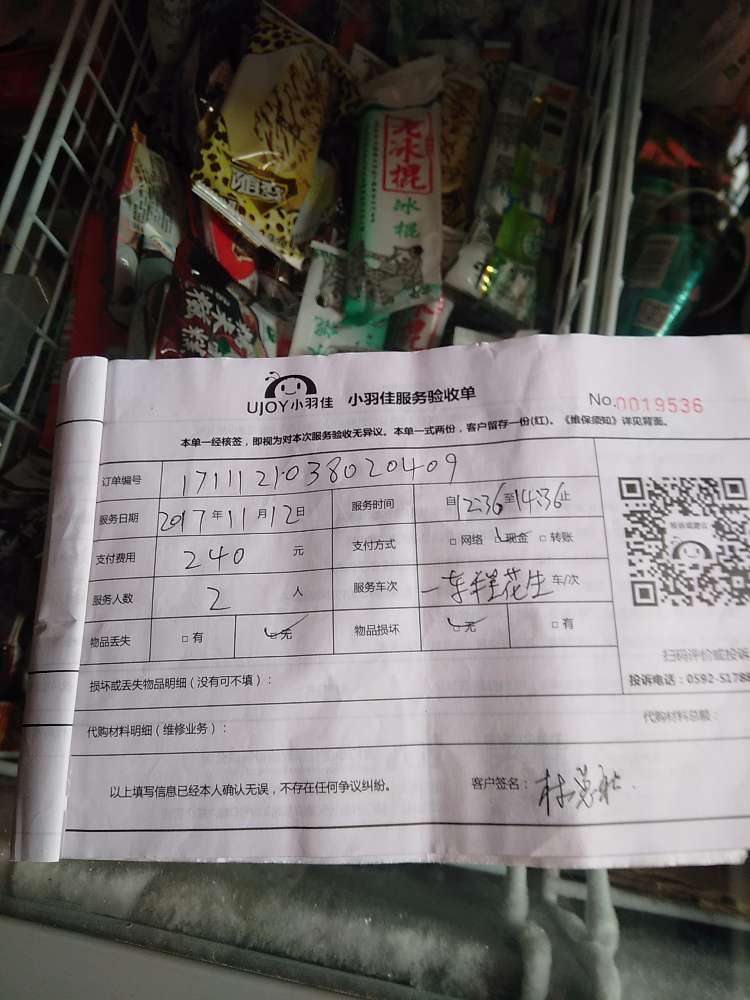 老冰棍
冰棍
糯米糍
UJOY小羽佳 小羽佳服务验收单 No.0019536
本单一经核签，即视为对本次服务验收无异议。本单一式两份，客户留存一份(红)。《维保须知》详见背面。
订单编号 1711121038020409
服务日期 2017年11月12日 服务时间 自12:36至14:36止
支付费用 240 元 支付方式 □网络 □现金 □转账
服务人数 2 人 服务车次 一车 车/次
物品丢失 □有 □无 物品损坏 □无 □有
投诉或建议
扫码评价或投诉
投诉电话：0592-5178
损坏或丢失物品明细（没有可不填）：
代购材料明细（维修业务）： 代购材料总额：
以上填写信息已经本人确认无误，不存在任何争议纠纷。 客户签名：